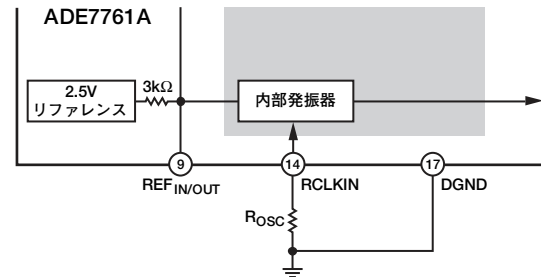 ADE7761A
2.5V
リファレンス
3kΩ
内部発振器
9
14
17
REFIN/OUT
RCLKIN
DGND
ROSC